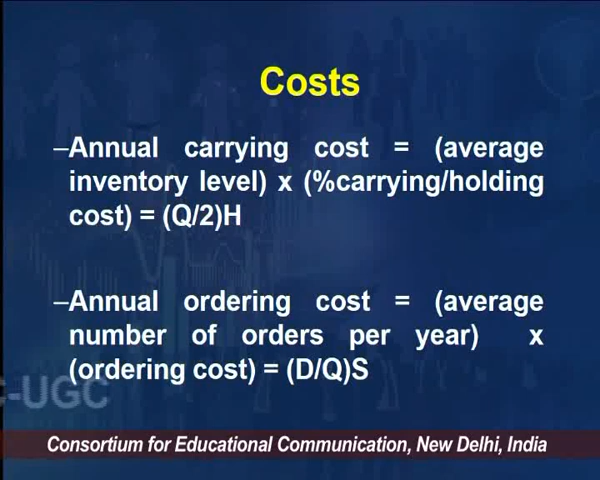 Costs
–Annual carrying cost = (average
inventory level) x (%carrying/holding
cost) = (Q/2)H
–Annual ordering cost = (average
number of orders per year) x
(ordering cost) = (D/Q)S
C-UGC
Consortium for Educational Communication, New Delhi, India